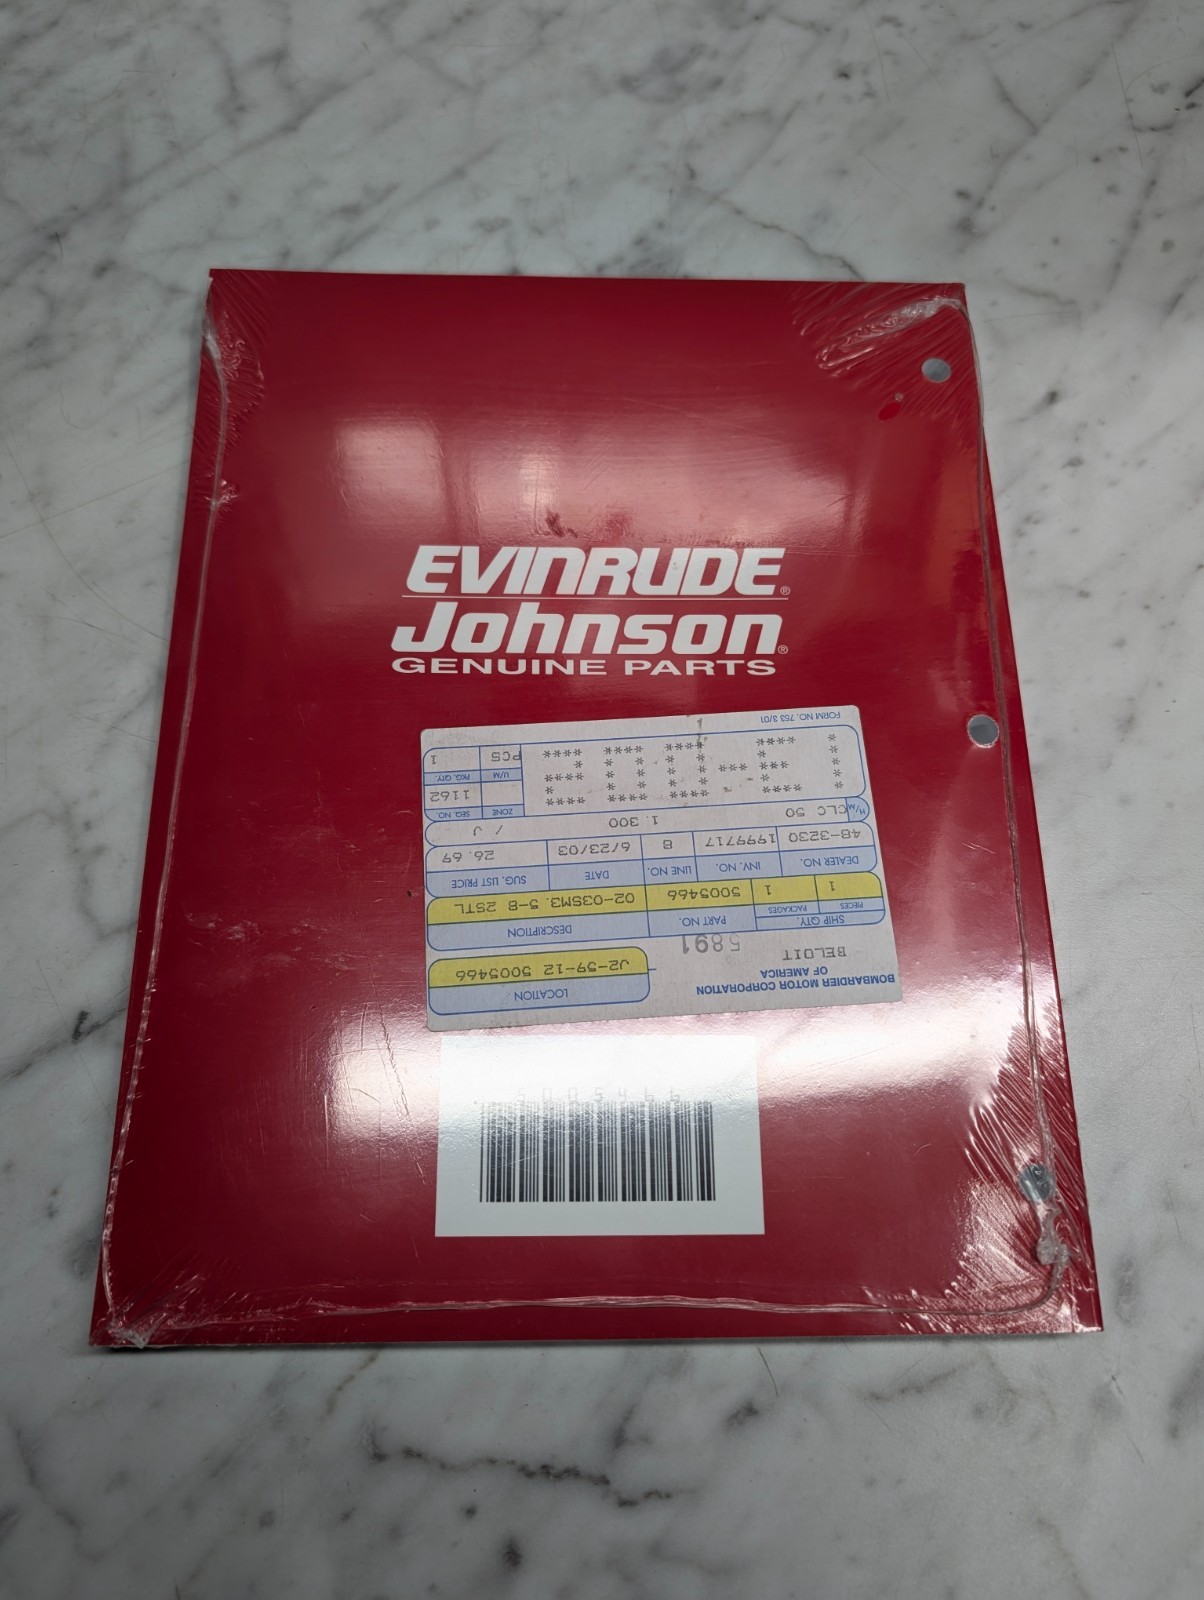 EVINRUDE®
Johnson®
GENUINE PARTS
BOMBARDIER MOTOR CORPORATION
OF AMERICA
BELOIT
5891
LOCATION
J2-59-12 5005466
SHIP QTY.
PIECES PACKAGES
PART NO.
DESCRIPTION
1 1 5005466 02-03SM3.5-8 2STL
DEALER NO. INV. NO. LINE NO. DATE SUG. LIST PRICE
48-3230 1999717 8 6/23/03 26.69
H/M CLC 50 1.300 / J
ZONE SEQ. NO.
1162
U/M PKG. QTY.
PCS 1
FORM NO. 753 3/01
5005466